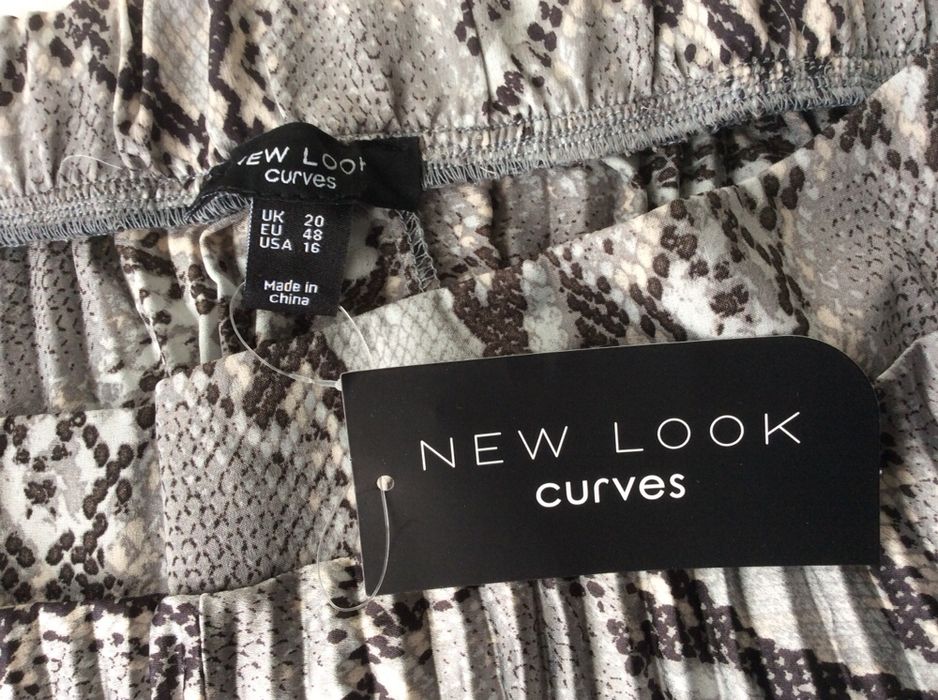 NEW LOOK
curves
UK 20
EU 48
USA 16
Made in
China
NEW LOOK
curves